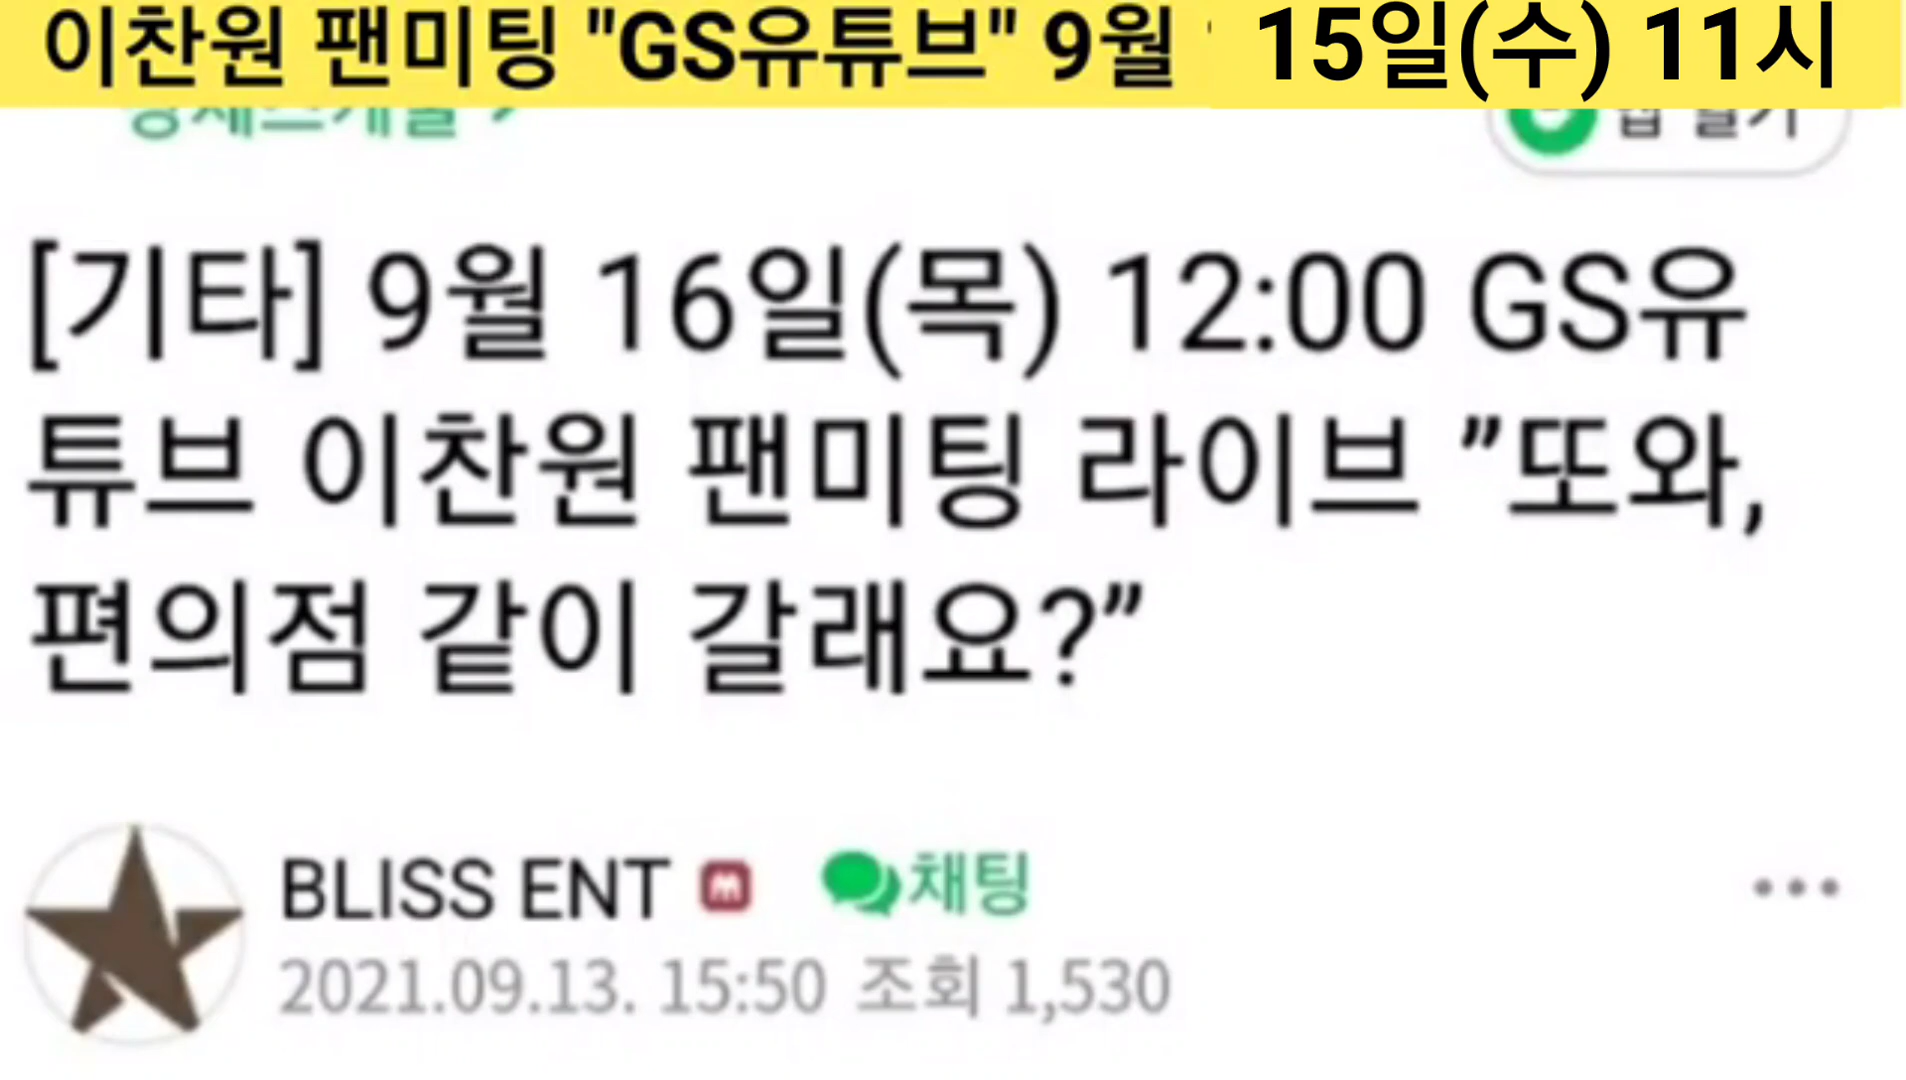 이찬원 팬미팅 "GS유튜브" 9월 15일(수) 11시
[기타] 9월 16일(목) 12:00 GS유
튜브 이찬원 팬미팅 라이브 ”또와,
편의점 같이 갈래요?”
BLISS ENT 채팅
2021.09.13. 15:50 조회 1,530